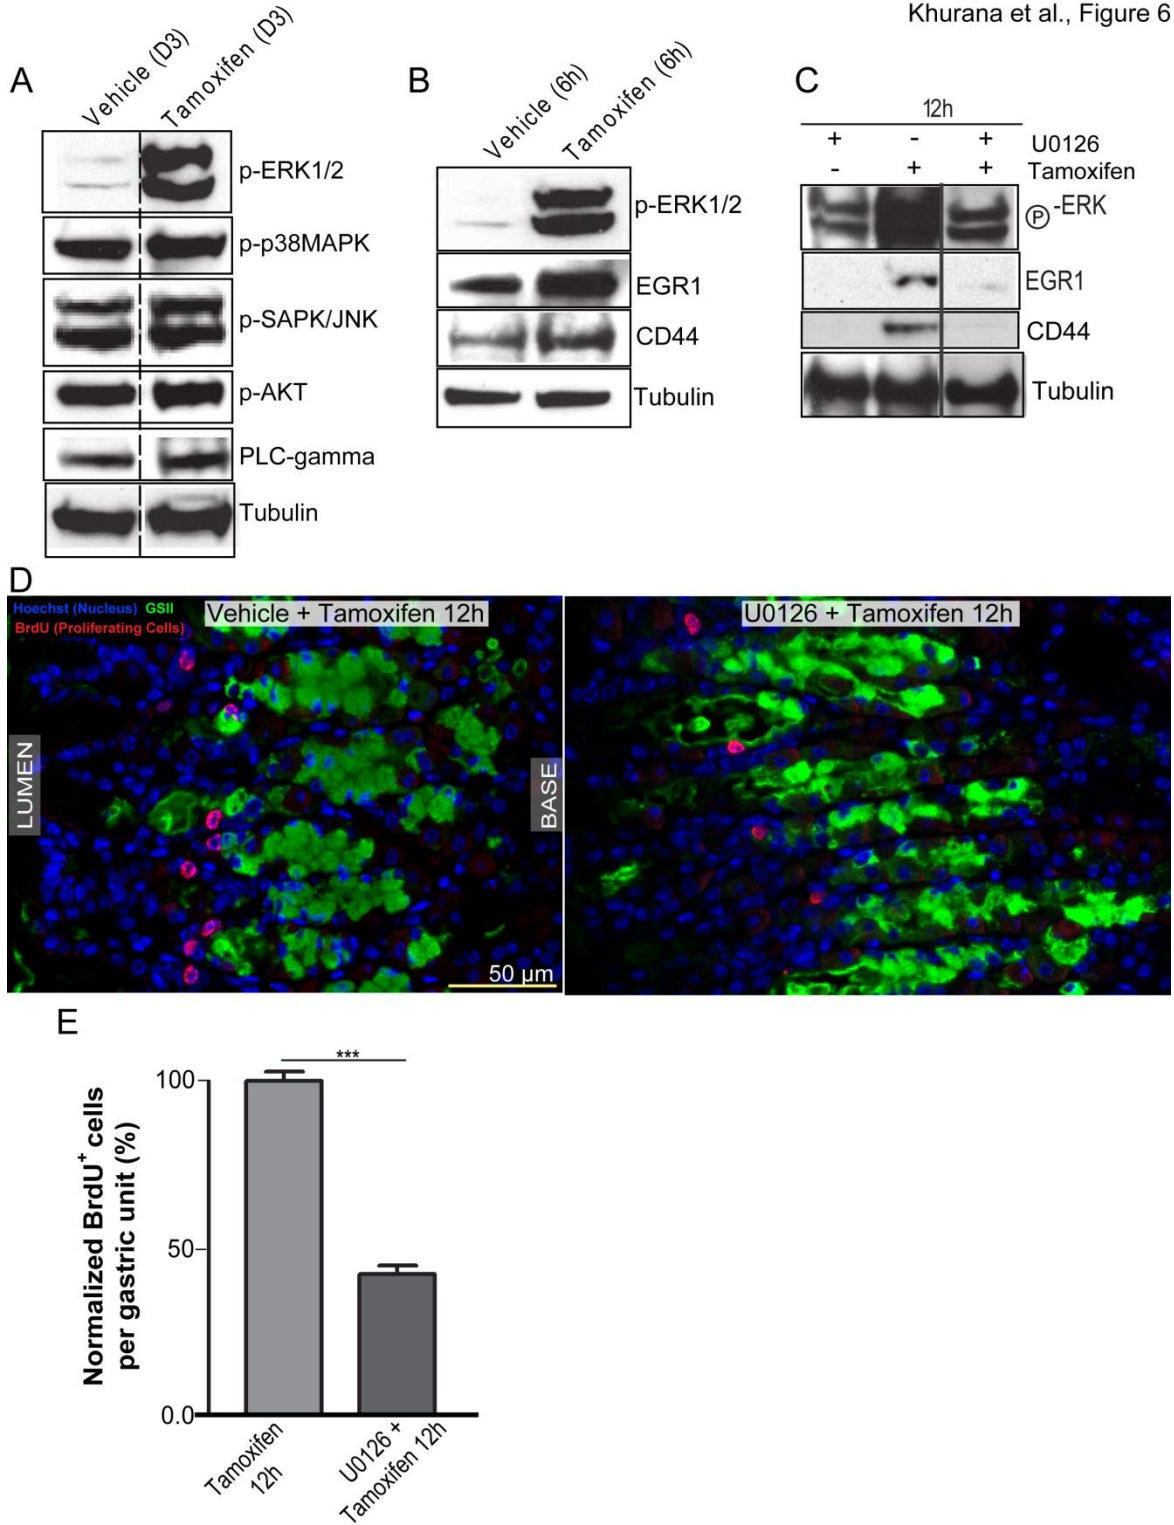 Khurana et al., Figure 6
A
Vehicle (D3)
Tamoxifen (D3)
p-ERK1/2
p-p38MAPK
p-SAPK/JNK
p-AKT
PLC-gamma
Tubulin
B
Vehicle (6h)
Tamoxifen (6h)
p-ERK1/2
EGR1
CD44
Tubulin
C
12h
+ - + U0126
- + + Tamoxifen
Ⓟ-ERK
EGR1
CD44
Tubulin
D
Hoechst (Nucleus) GSII
BrdU (Proliferating Cells)
Vehicle + Tamoxifen 12h
LUMEN
BASE
50 µm
U0126 + Tamoxifen 12h
E
Normalized BrdU⁺ cells
per gastric unit (%)
***
100
50
0.0
Tamoxifen
12h
U0126 +
Tamoxifen 12h